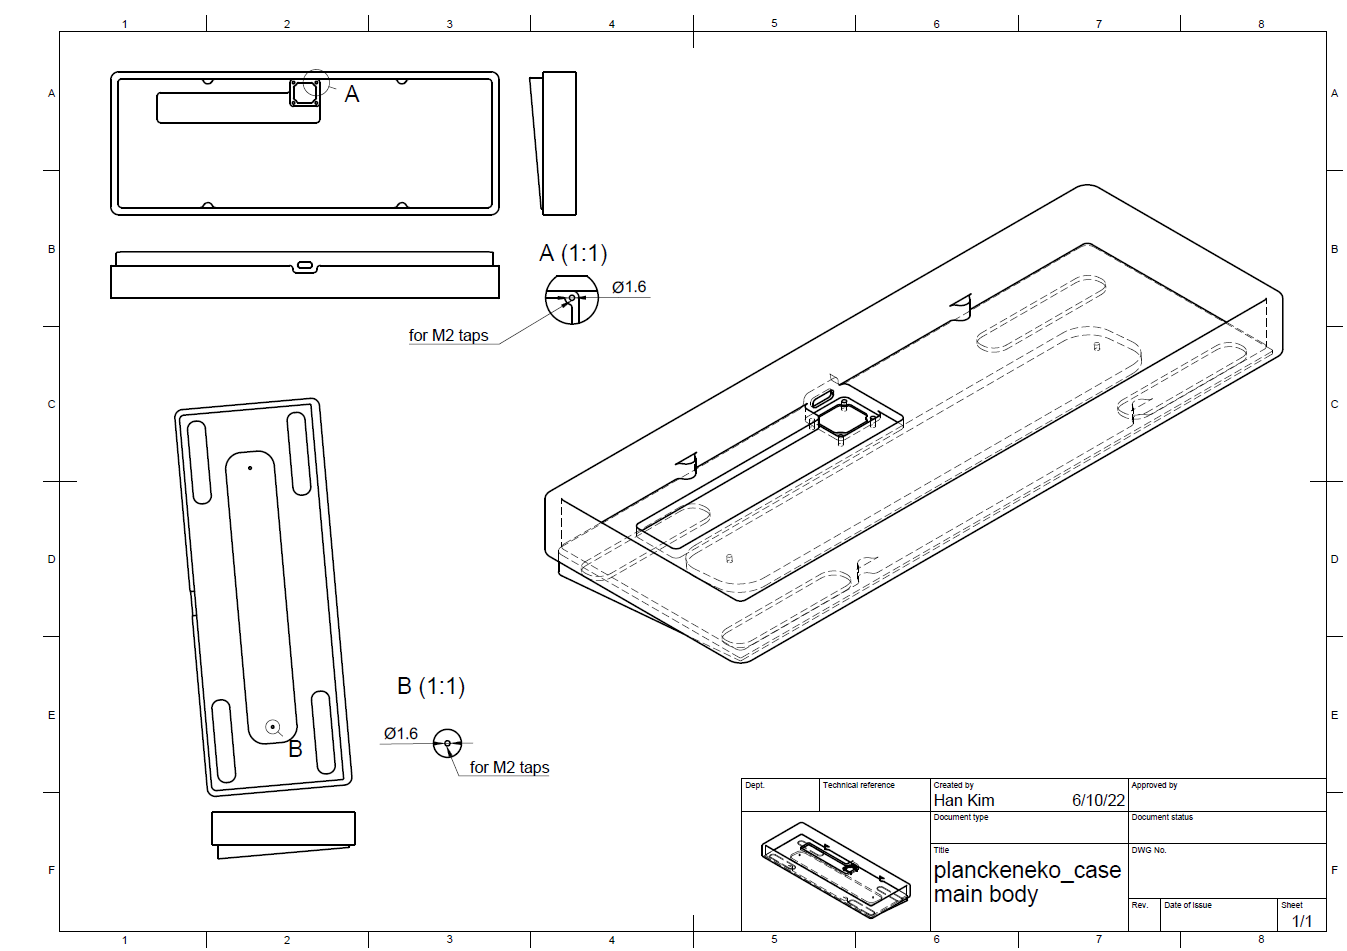 1 2 3 4 5 6 7 8
A A
A
B B
A (1:1)
Ø1.6
for M2 taps
C C
D D
B (1:1)
E E
Ø1.6
B
for M2 taps
Dept. Technical reference Created by Approved by
Han Kim 6/10/22
Document type Document status
Title DWG No.
planckeneko_case
main body
F F
Rev. Date of issue Sheet
1/1
1 2 3 4 5 6 7 8